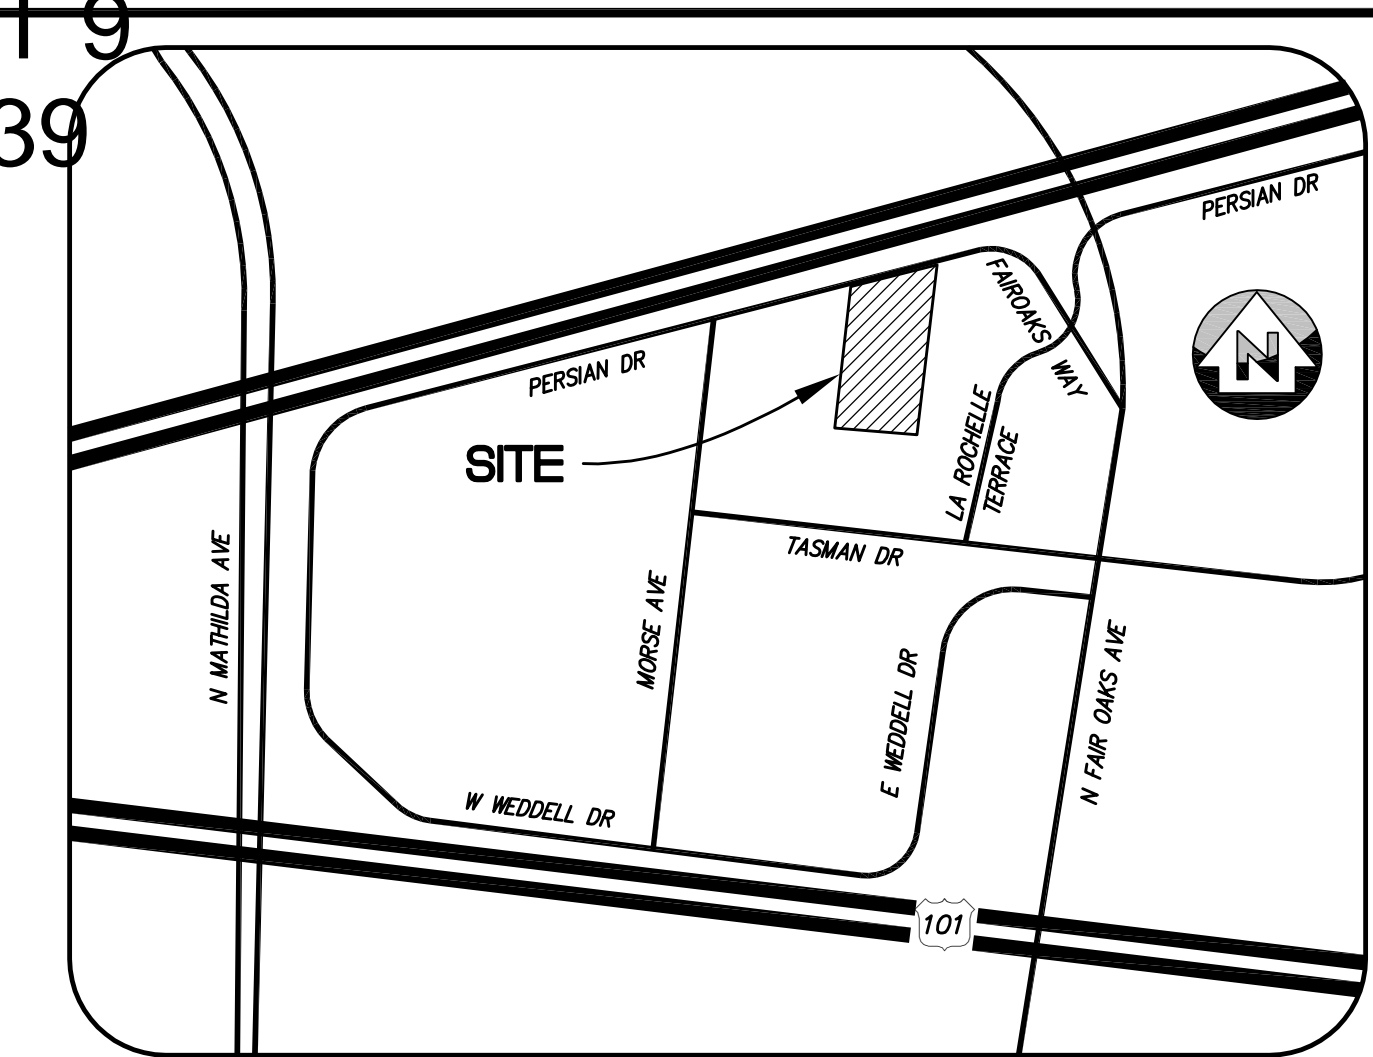 9
39
PERSIAN DR
FAIROAKS WAY
N
PERSIAN DR
SITE
LA ROCHELLE
TERRACE
TASMAN DR
N MATHILDA AVE
MORSE AVE
E WEDDELL DR
N FAIR OAKS AVE
W WEDDELL DR
101